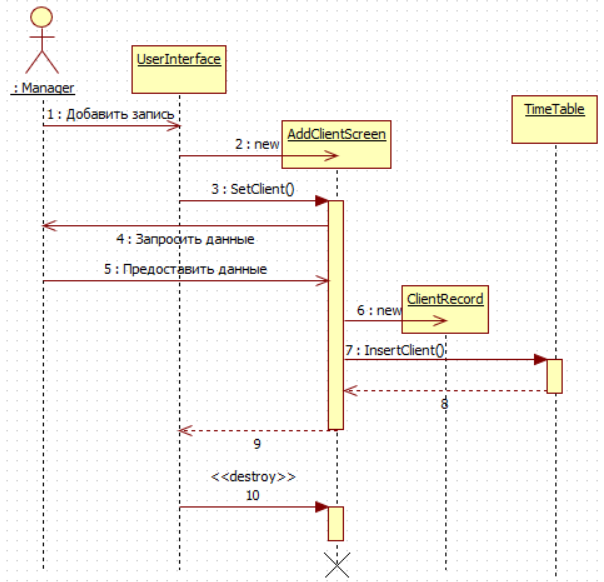 : Manager
UserInterface
AddClientScreen
TimeTable
1 : Добавить запись
2 : new
3 : SetClient()
4 : Запросить данные
5 : Предоставить данные
ClientRecord
6 : new
7 : InsertClient()
8
9
<<destroy>>
10